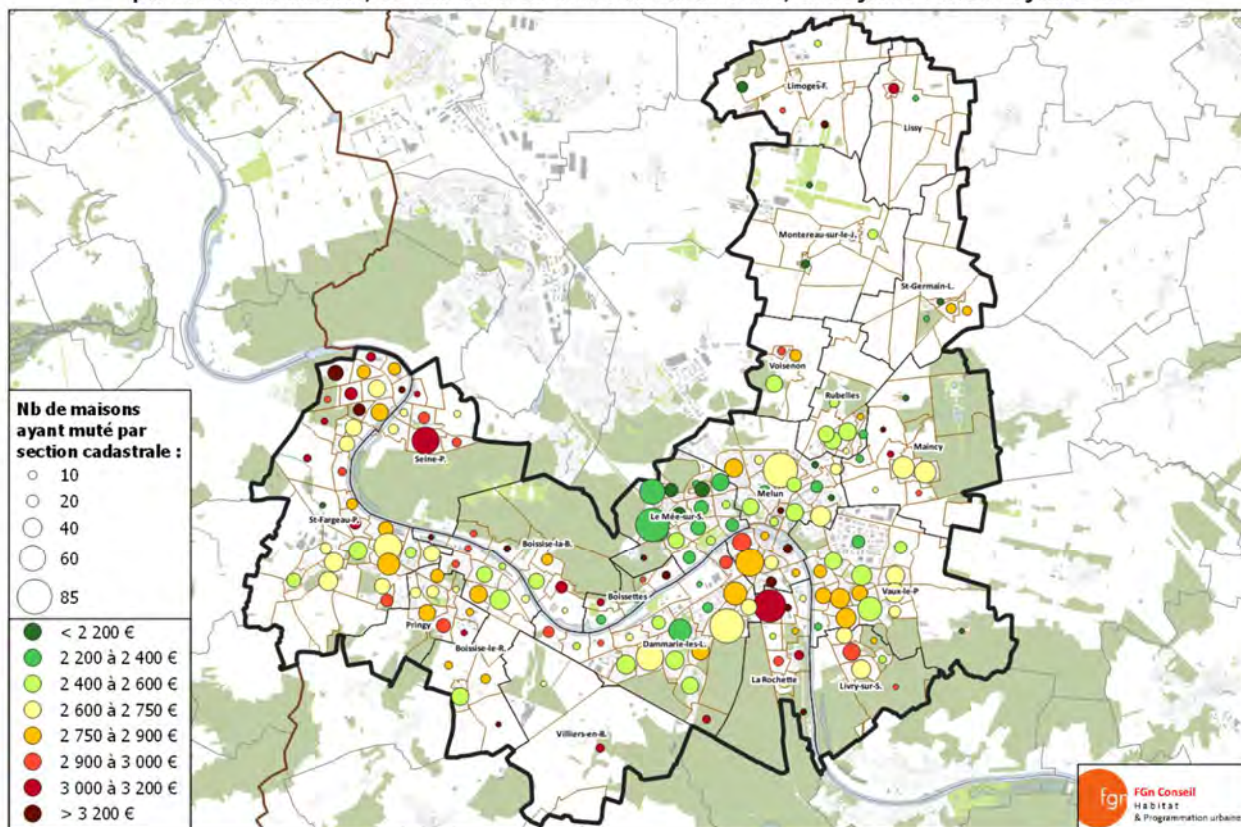 Nb de maisons
ayant muté par
section cadastrale :
10
20
40
60
85
< 2 200 €
2 200 à 2 400 €
2 400 à 2 600 €
2 600 à 2 750 €
2 750 à 2 900 €
2 900 à 3 000 €
3 000 à 3 200 €
> 3 200 €
Limoges-F.
Lissy
Montereau-sur-le-J.
St-Germain-L.
Voisenon
Rubelles
Maincy
Seine-P.
Melun
Le Mée-sur-S.
St-Fargeau-P.
Boissise-la-B.
Boissettes
Vaux-le-P
Pringy
Boissise-le-R.
Dammarie-les-L.
La Rochette
Livry-sur-S.
Villiers-en-B.
fgn
FGn Conseil
Habitat
& Programmation urbaine